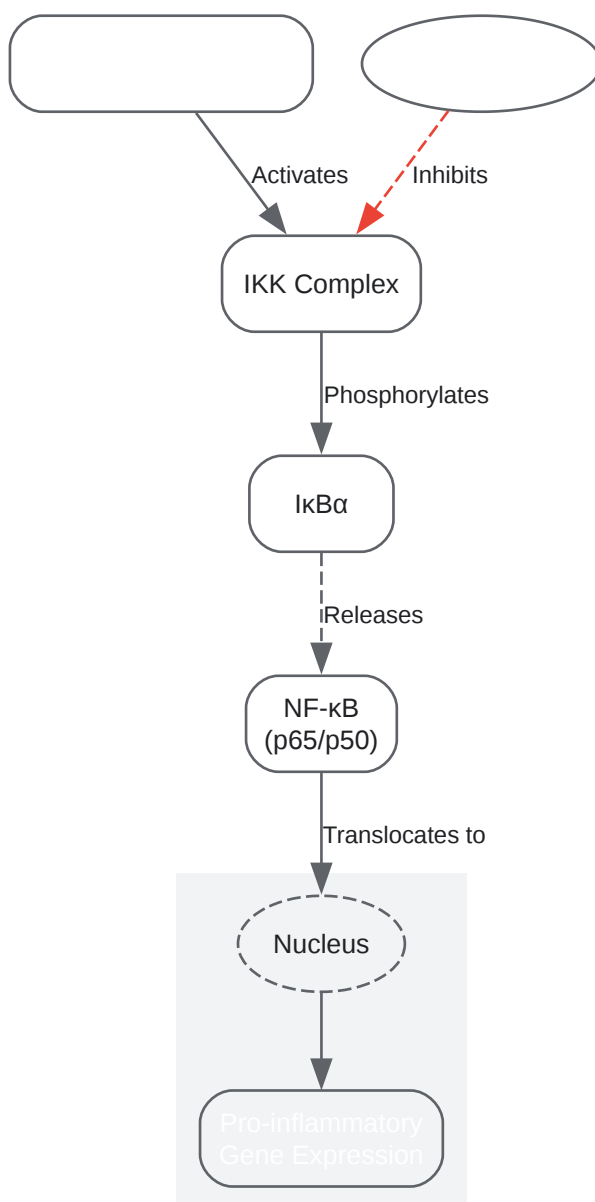 Activates
Inhibits
IKK Complex
Phosphorylates
IκBα
Releases
NF-κB
(p65/p50)
Translocates to
Nucleus
Pro-inflammatory
Gene Expression